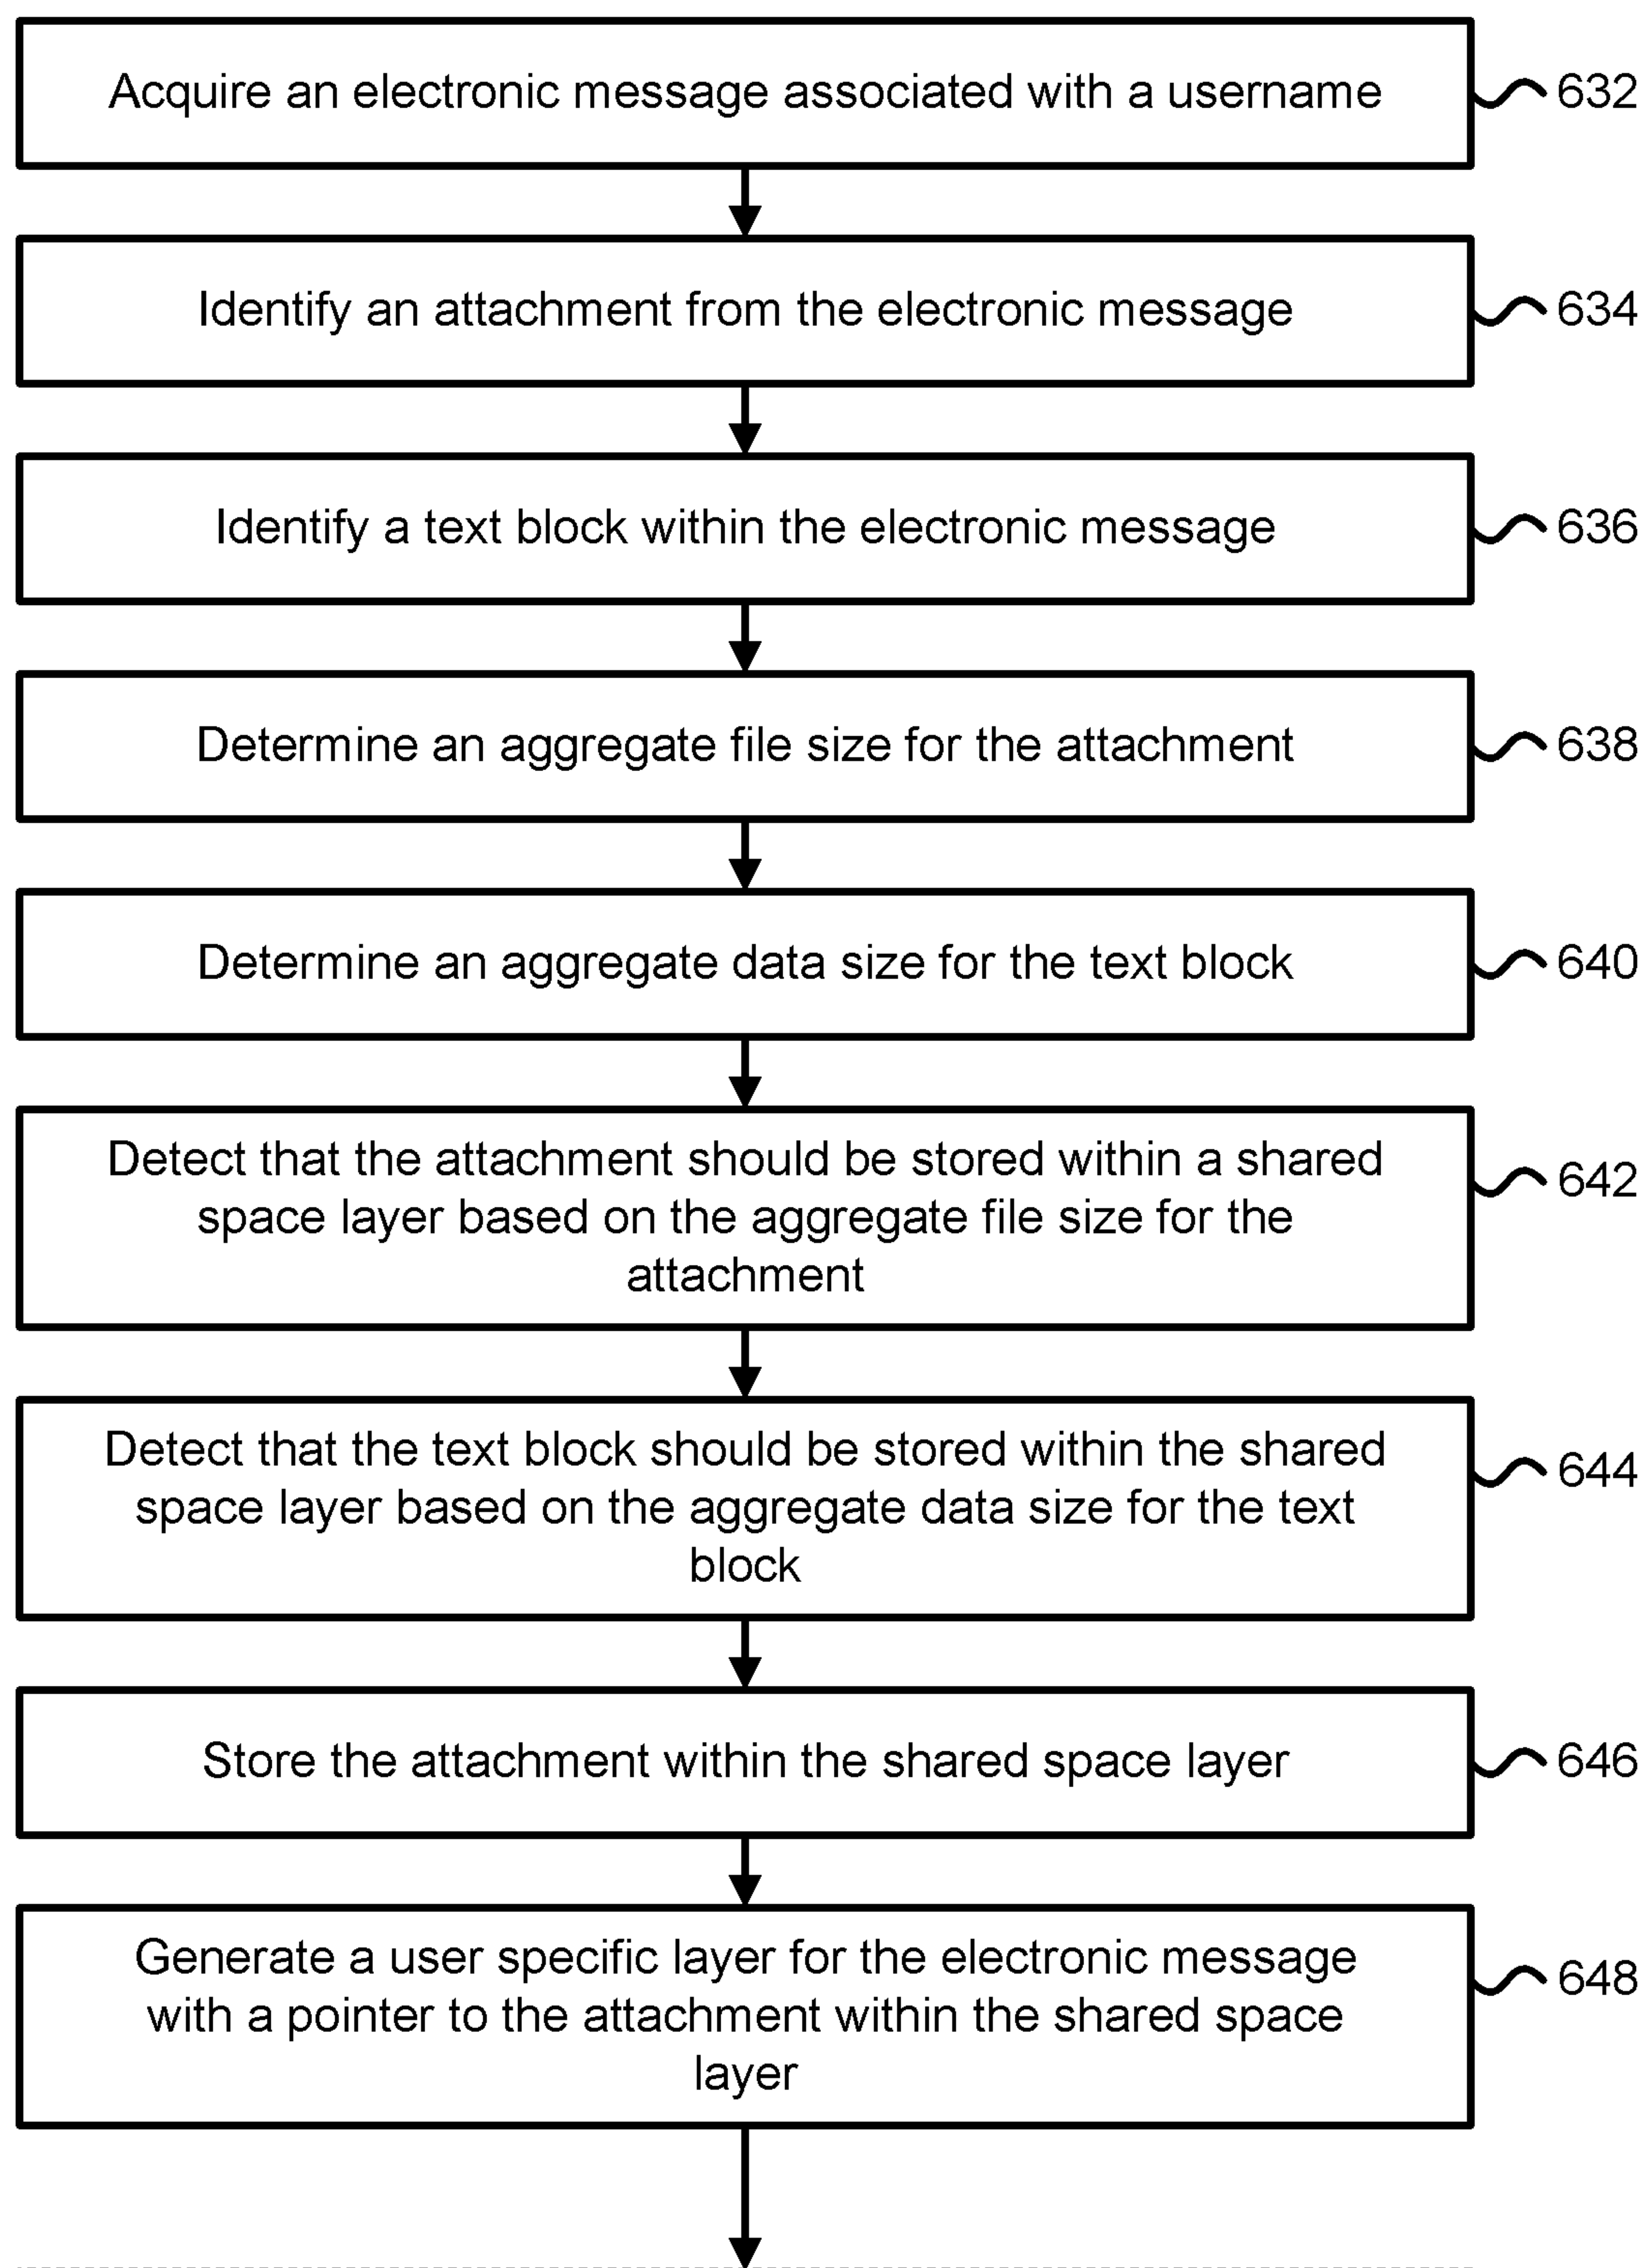 Acquire an electronic message associated with a username
632
Identify an attachment from the electronic message
634
Identify a text block within the electronic message
636
Determine an aggregate file size for the attachment
638
Determine an aggregate data size for the text block
640
Detect that the attachment should be stored within a shared
space layer based on the aggregate file size for the
attachment
642
Detect that the text block should be stored within the shared
space layer based on the aggregate data size for the text
block
644
Store the attachment within the shared space layer
646
Generate a user specific layer for the electronic message
with a pointer to the attachment within the shared space
layer
648